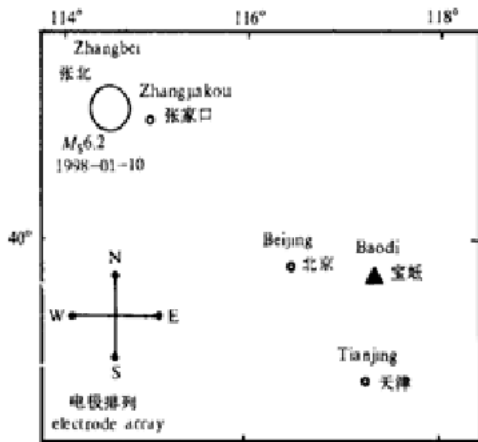 114°
116°
118°
Zhangbei
张北
Zhangjiakou
张家口
Ms6.2
1998-01-10
40°
Beijing
北京
Baodi
宝坻
N
W
E
S
Tianjing
天津
电极排列
electrode array